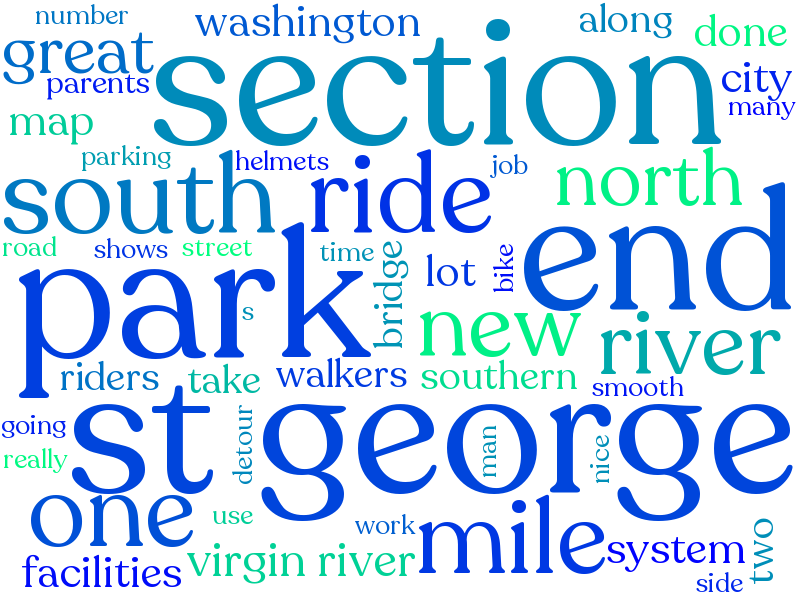 number
washington
along
done
great
section
parents
city
many
map
parking
helmets
job
south
ride
north
road
shows
street
time
bridge
lot
bike
end
park
s
new
river
riders
take
walkers
southern
smooth
st george
going
really
detour
man
nice
one
use
work
mile
system
two
facilities
virgin river
side